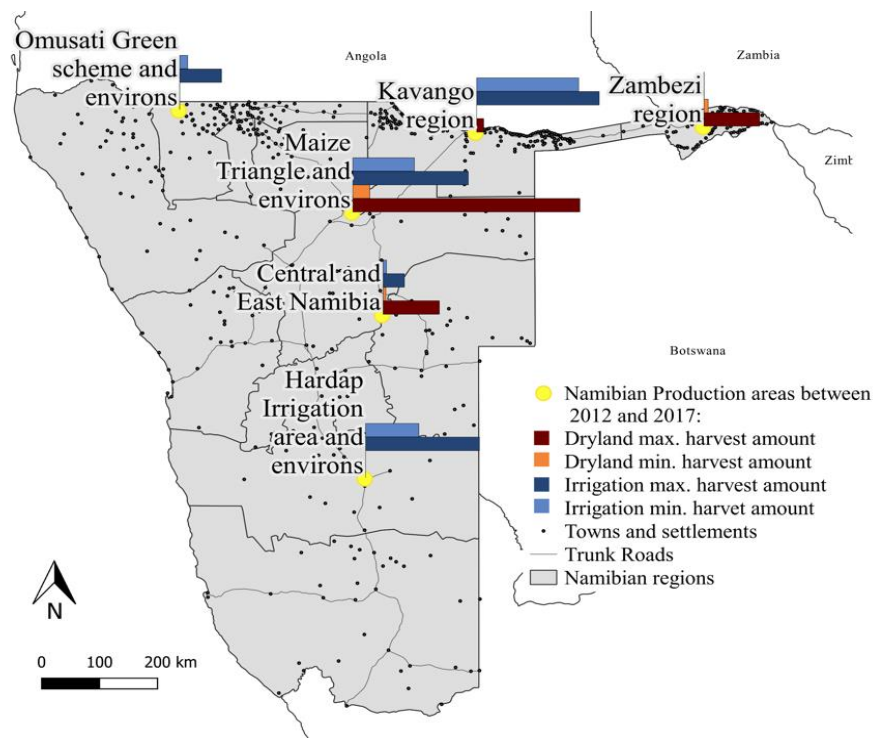 Omusati Green
scheme and
environs
Angola
Zambia
Kavango
region
Zambezi
region
Zimb
Maize
Triangle.and
environs
Central and
East Namibia
Botswana
Hardap
Irrigation
area and
environs
Namibian Production areas between
2012 and 2017:
Dryland max. harvest amount
Dryland min. harvest amount
Irrigation max. harvest amount
Irrigation min. harvet amount
Towns and settlements
Trunk Roads
Namibian regions
N
0 100 200 km